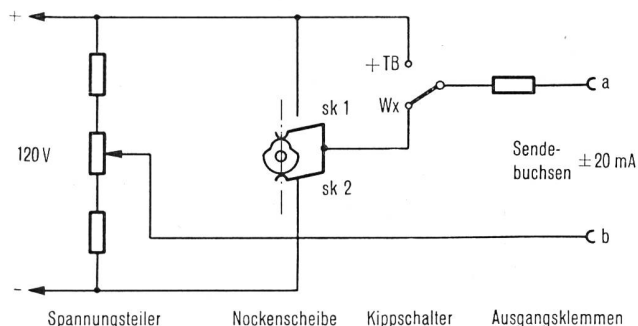 +
+ TB
a
sk 1
Wx
120 V
Sende-
buchsen
± 20 mA
sk 2
b
-
Spannungsteiler
Nockenscheibe
Kippschalter
Ausgangsklemmen